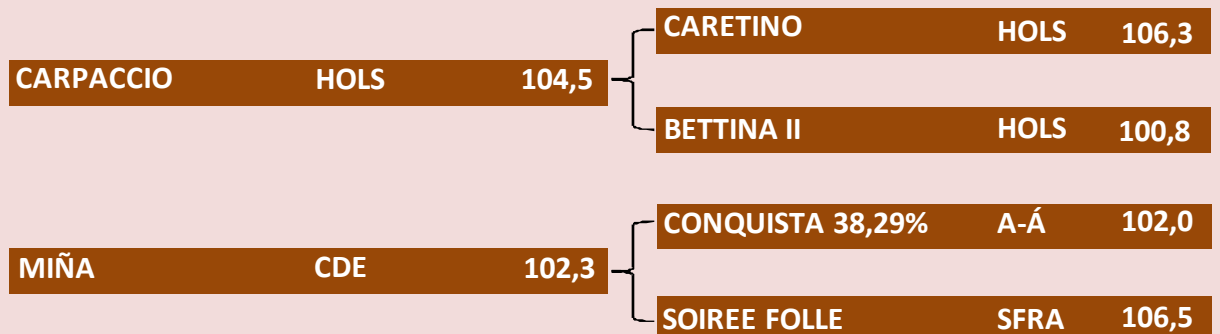 CARETINO HOLS 106,3
CARPACCIO HOLS 104,5
BETTINA II HOLS 100,8
CONQUISTA 38,29% A-Á 102,0
MIÑA CDE 102,3
SOIREE FOLLE SFRA 106,5